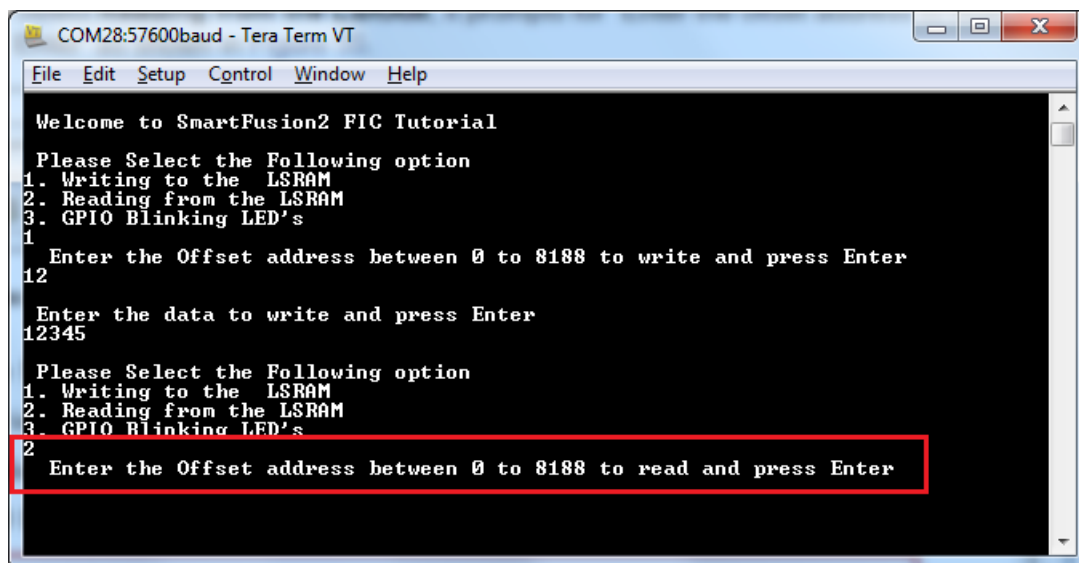 COM28:57600baud - Tera Term VT
File Edit Setup Control Window Help
Welcome to SmartFusion2 FIC Tutorial
Please Select the Following option
1. Writing to the  LSRAM
2. Reading from the LSRAM
3. GPIO Blinking LED's
1
Enter the Offset address between 0 to 8188 to write and press Enter
12
Enter the data to write and press Enter
12345
Please Select the Following option
1. Writing to the  LSRAM
2. Reading from the LSRAM
3. GPIO Blinking LED's
2
Enter the Offset address between 0 to 8188 to read and press Enter